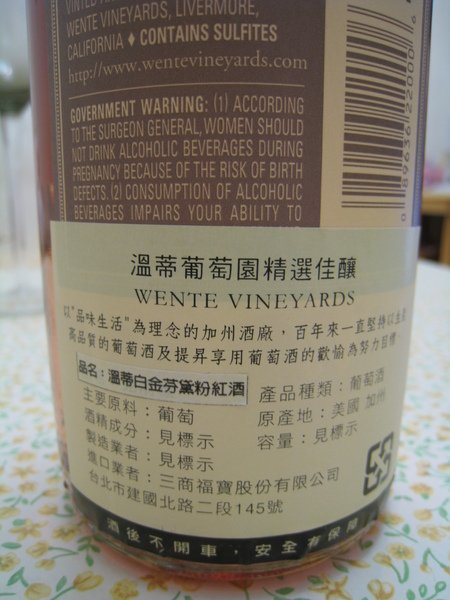 WENTE VINEYARDS, LIVERMORE,
CALIFORNIA ♦ CONTAINS SULFITES
http://www.wentevineyards.com
GOVERNMENT WARNING: (1) ACCORDING
TO THE SURGEON GENERAL, WOMEN SHOULD
NOT DRINK ALCOHOLIC BEVERAGES DURING
PREGNANCY BECAUSE OF THE RISK OF BIRTH
DEFECTS. (2) CONSUMPTION OF ALCOHOLIC
BEVERAGES IMPAIRS YOUR ABILITY TO
溫蒂葡萄園精選佳釀
WENTE VINEYARDS
以"品味生活"為理念的加州酒廠,百年來一直堅持以生產
高品質的葡萄酒及提昇享用葡萄酒的歡愉為努力目標
品名:溫蒂白金芬黛粉紅酒
產品種類:葡萄酒
主要原料:葡萄
原產地:美國 加州
酒精成分:見標示
容量:見標示
製造業者:見標示
進口業者:三商福寶股份有限公司
台北市建國北路二段145號
酒後不開車,安全有保障